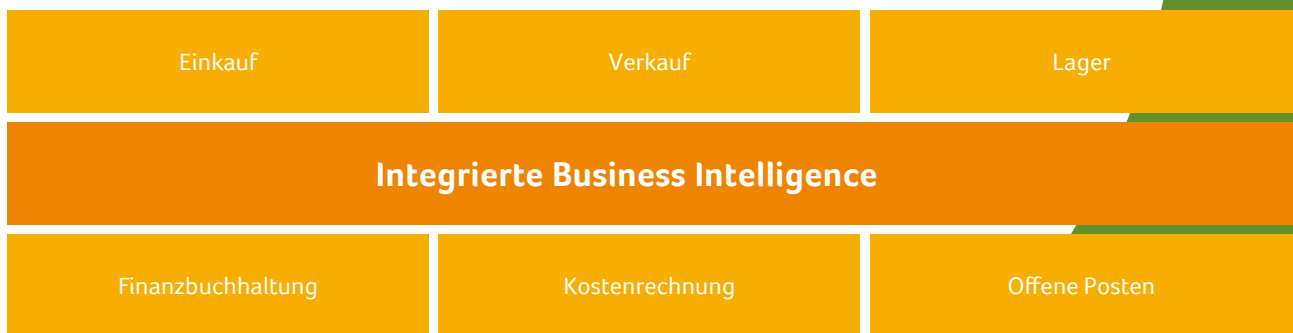 Einkauf
Verkauf
Lager
Integrierte Business Intelligence
Finanzbuchhaltung
Kostenrechnung
Offene Posten